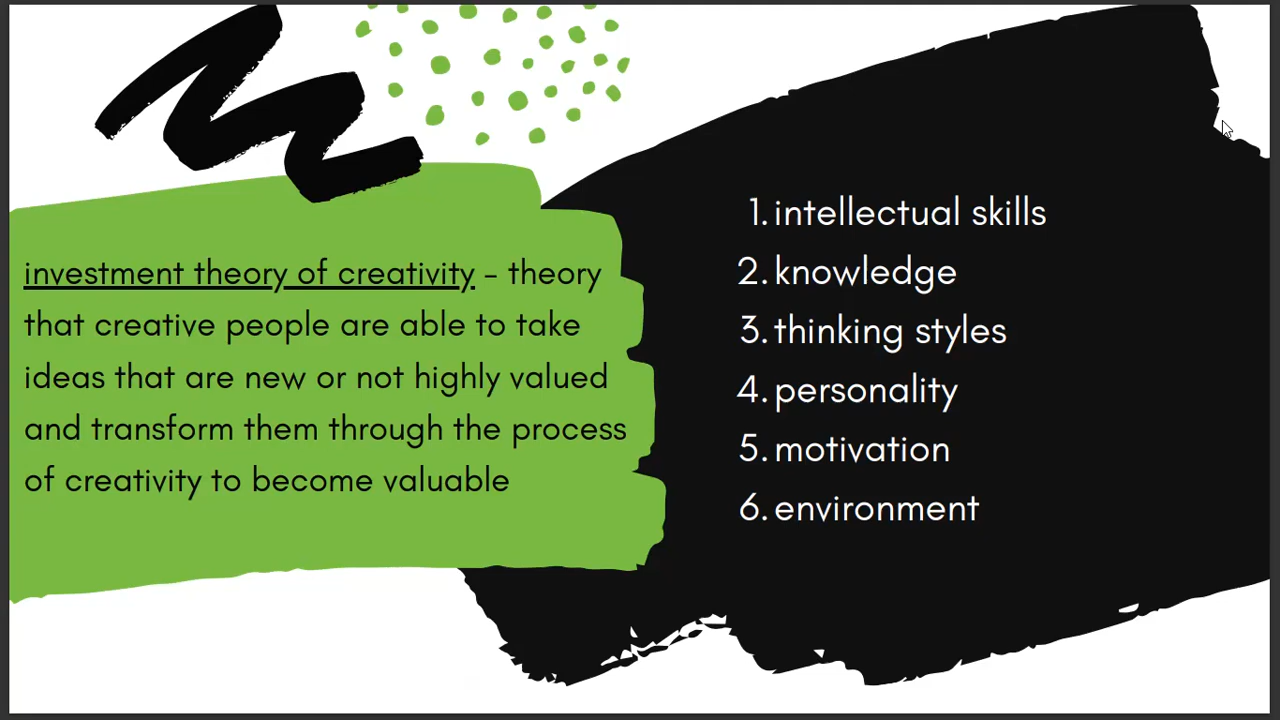 investment theory of creativity - theory
that creative people are able to take
ideas that are new or not highly valued
and transform them through the process
of creativity to become valuable
1. intellectual skills
2. knowledge
3. thinking styles
4. personality
5. motivation
6. environment